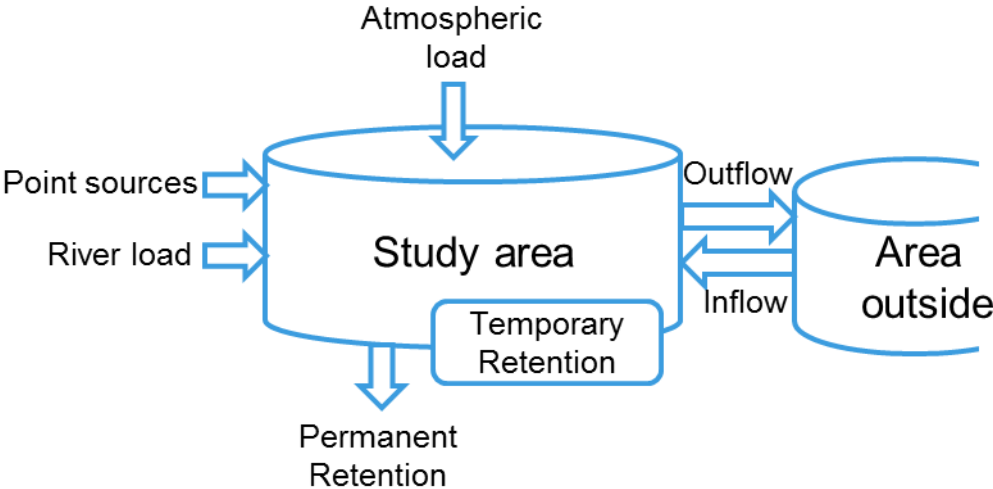 Atmospheric
load
Point sources
River load
Study area
Outflow
Inflow
Area
outside
Temporary
Retention
Permanent
Retention